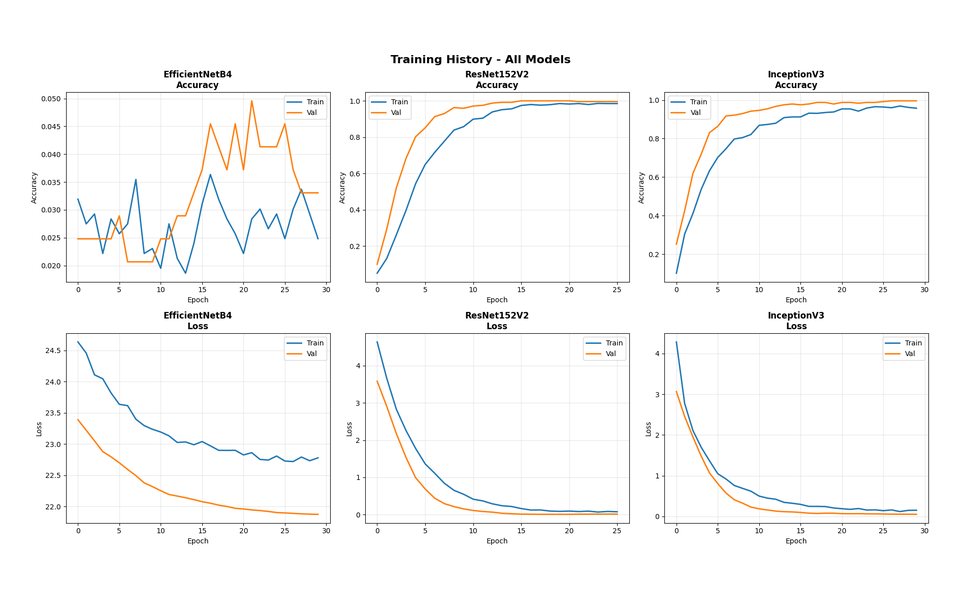 Training History - All Models
EfficientNetB4
Accuracy
Accuracy
0.050
0.045
0.040
0.035
0.030
0.025
0.020
0 5 10 15 20 25 30
Epoch
Train
Val
ResNet152V2
Accuracy
Accuracy
1.0
0.8
0.6
0.4
0.2
0 5 10 15 20 25
Epoch
Train
Val
InceptionV3
Accuracy
Accuracy
1.0
0.8
0.6
0.4
0.2
0 5 10 15 20 25 30
Epoch
Train
Val
EfficientNetB4
Loss
Loss
24.5
24.0
23.5
23.0
22.5
22.0
0 5 10 15 20 25 30
Epoch
Train
Val
ResNet152V2
Loss
Loss
4
3
2
1
0
0 5 10 15 20 25
Epoch
Train
Val
InceptionV3
Loss
Loss
4
3
2
1
0
0 5 10 15 20 25 30
Epoch
Train
Val